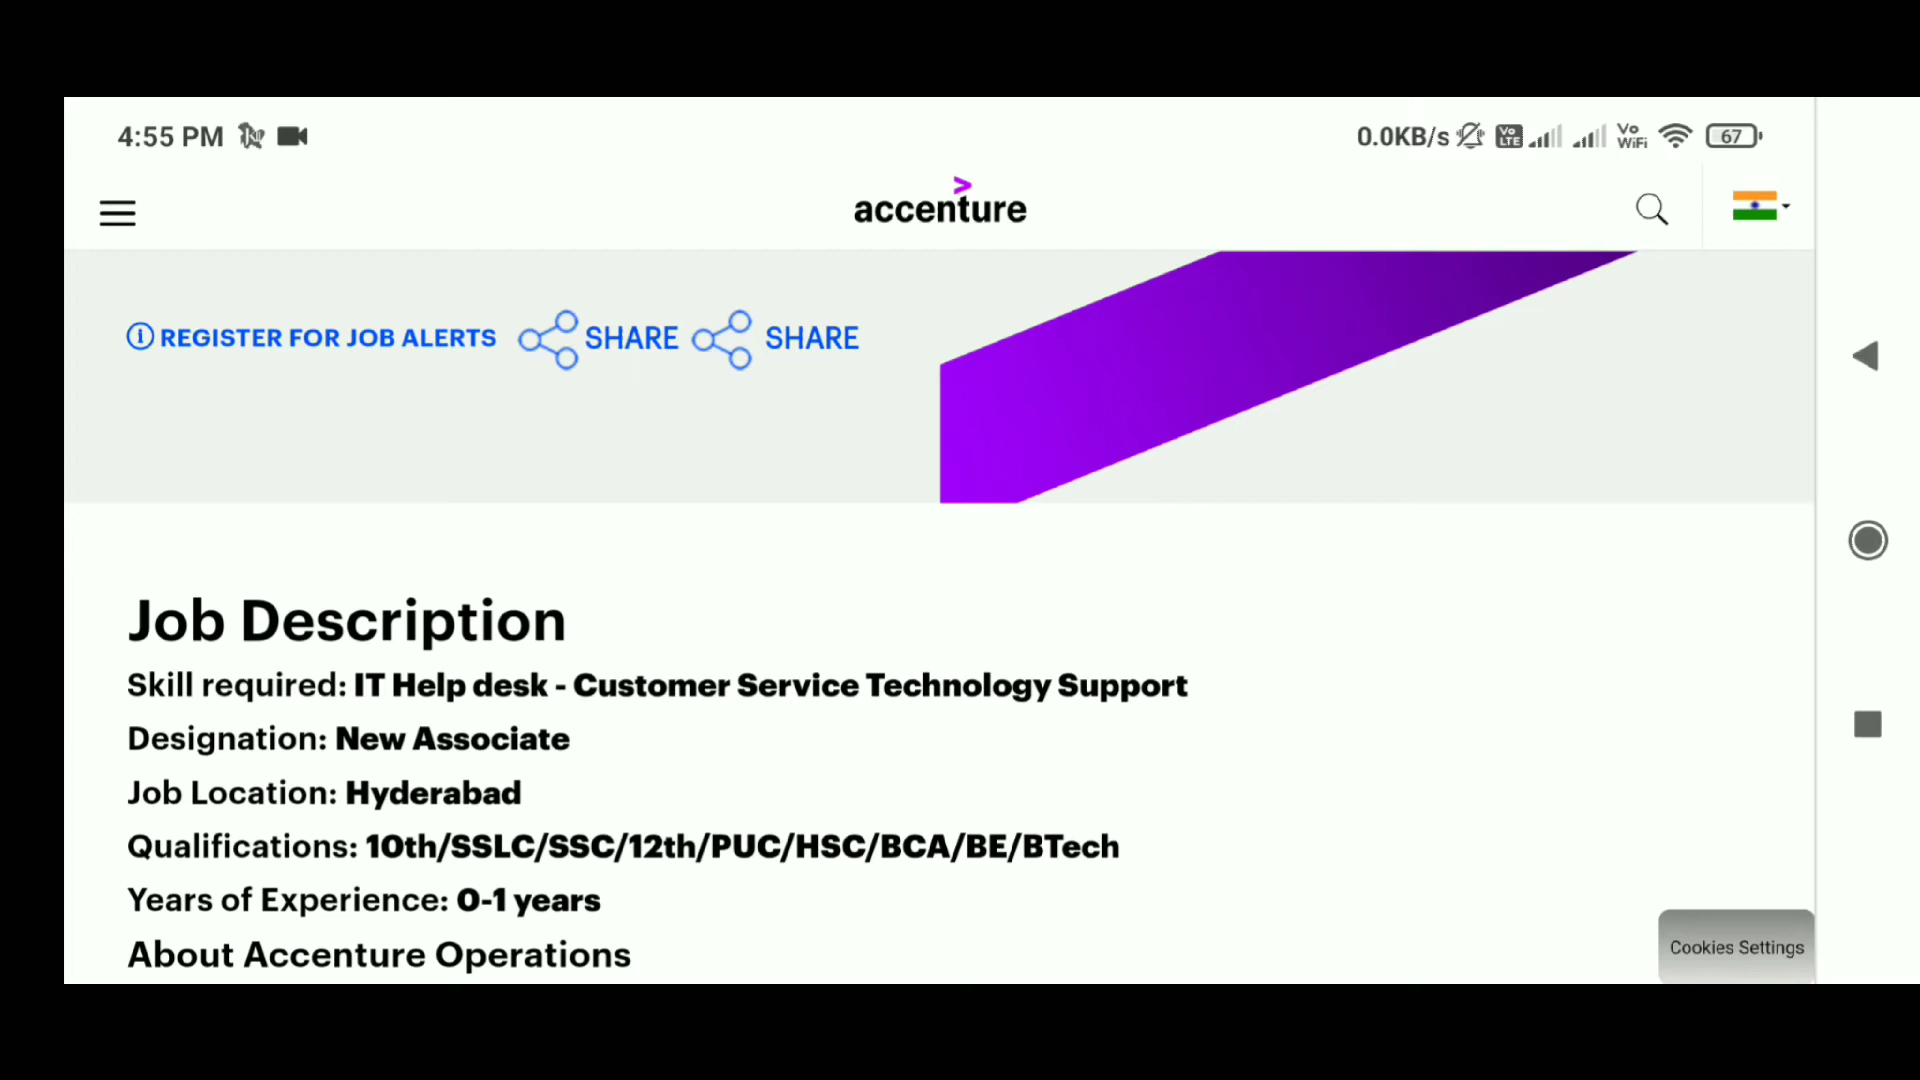 4:55 PM
0.0KB/s Vo LTE Vo WiFi 67
accenture
REGISTER FOR JOB ALERTS SHARE SHARE
Job Description
Skill required: IT Help desk - Customer Service Technology Support
Designation: New Associate
Job Location: Hyderabad
Qualifications: 10th/SSLC/SSC/12th/PUC/HSC/BCA/BE/BTech
Years of Experience: 0-1 years
About Accenture Operations
Cookies Settings